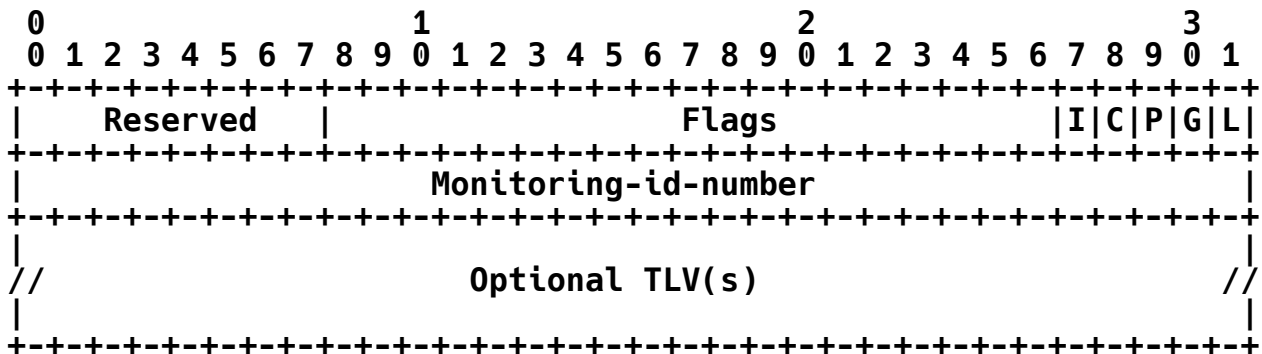 0                   1                   2                   3
 0 1 2 3 4 5 6 7 8 9 0 1 2 3 4 5 6 7 8 9 0 1 2 3 4 5 6 7 8 9 0 1
+-+-+-+-+-+-+-+-+-+-+-+-+-+-+-+-+-+-+-+-+-+-+-+-+-+-+-+-+-+-+-+-+
|    Reserved   |                  Flags              |I|C|P|G|L|
+-+-+-+-+-+-+-+-+-+-+-+-+-+-+-+-+-+-+-+-+-+-+-+-+-+-+-+-+-+-+-+-+
|                     Monitoring-id-number                      |
+-+-+-+-+-+-+-+-+-+-+-+-+-+-+-+-+-+-+-+-+-+-+-+-+-+-+-+-+-+-+-+-+
|                                                               |
//                      Optional TLV(s)                        //
|                                                               |
+-+-+-+-+-+-+-+-+-+-+-+-+-+-+-+-+-+-+-+-+-+-+-+-+-+-+-+-+-+-+-+-+